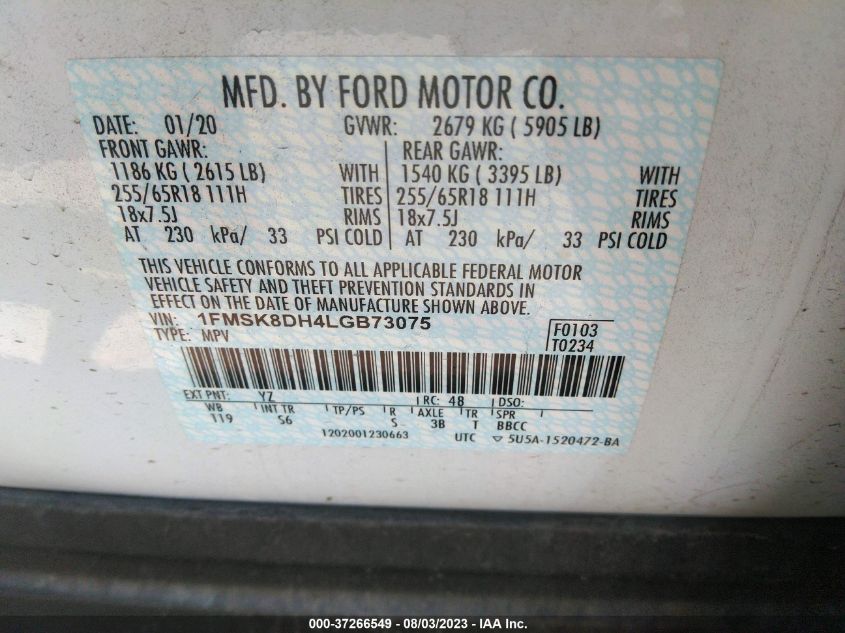 MFD. BY FORD MOTOR CO.
DATE: 01/20 GVWR: 2679 KG ( 5905 LB)
FRONT GAWR: REAR GAWR:
1186 KG ( 2615 LB) WITH 1540 KG ( 3395 LB) WITH
255/65R18 111H TIRES 255/65R18 111H TIRES
18x7.5J RIMS 18x7.5J RIMS
AT 230 kPa/ 33 PSI COLD AT 230 kPa/ 33 PSI COLD
THIS VEHICLE CONFORMS TO ALL APPLICABLE FEDERAL MOTOR
VEHICLE SAFETY AND THEFT PREVENTION STANDARDS IN
EFFECT ON THE DATE OF MANUFACTURE SHOWN ABOVE.
VIN: 1FMSK8DH4LGB73075 F0103
TYPE: MPV T0234
EXT PNT: YZ RC: 48 DSO:
WB INT TR TP/PS R AXLE TR SPR
119 S6 S 3B T BBCC
1202001230663 UTC ▽ 5U5A-1520472-BA
000-37266549 - 08/03/2023 - IAA Inc.